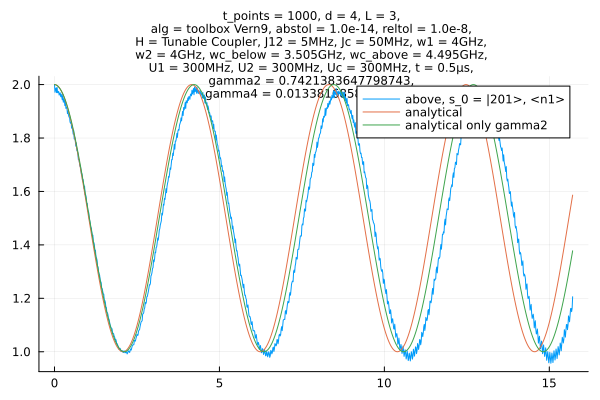 t_points = 1000, d = 4, L = 3,
alg = toolbox Vern9, abstol = 1.0e-14, reltol = 1.0e-8,
H = Tunable Coupler, J12 = 5MHz, Jc = 50MHz, w1 = 4GHz,
w2 = 4GHz, wc_below = 3.505GHz, wc_above = 4.495GHz,
U1 = 300MHz, U2 = 300MHz, Uc = 300MHz, t = 0.5μs,
gamma2 = 0.7421383647798743,
gamma4 =
above, s_0 = |201>, <n1>
analytical
analytical only gamma2
2.0
1.8
1.6
1.4
1.2
1.0
0
5
10
15